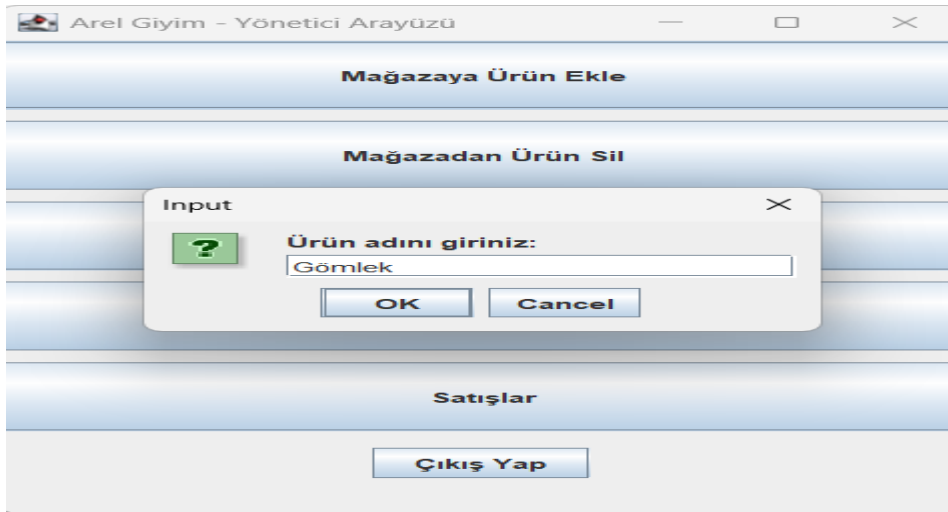 Arel Giyim - Yönetici Arayüzü
Mağazaya Ürün Ekle
Mağazadan Ürün Sil
Input
?
Ürün adını giriniz:
Gömlek
OK Cancel
Satışlar
Çıkış Yap